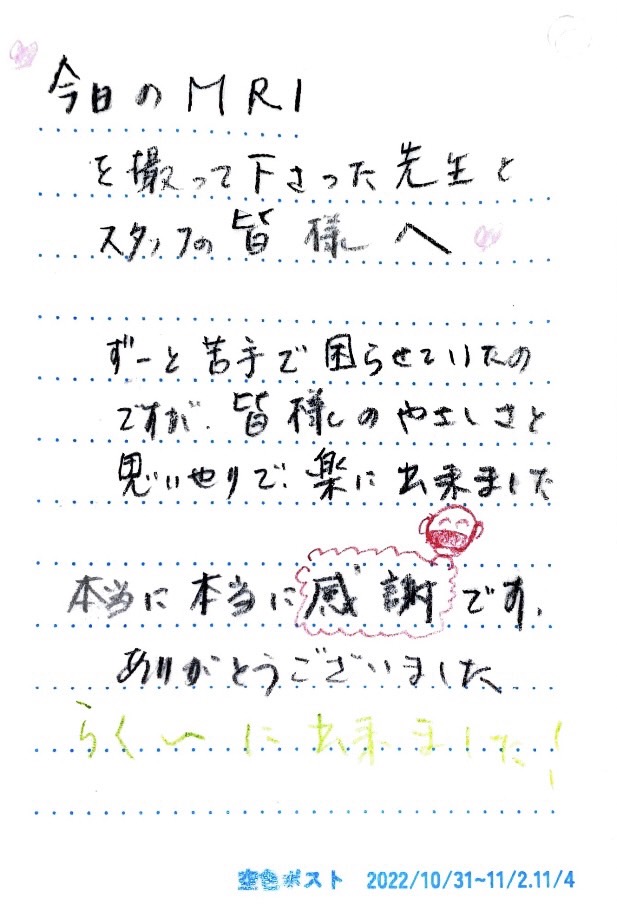 今日のMRI
を撮って下さった先生と
スタッフの皆様へ
ずーと苦手で困らせていたの
ですが、皆様のやさしさと
思いやりで、楽に出来ました
本当に本当に感謝です。
ありがとうございました
らく〜に出来ました!
空色ポスト 2022/10/31~11/2.11/4